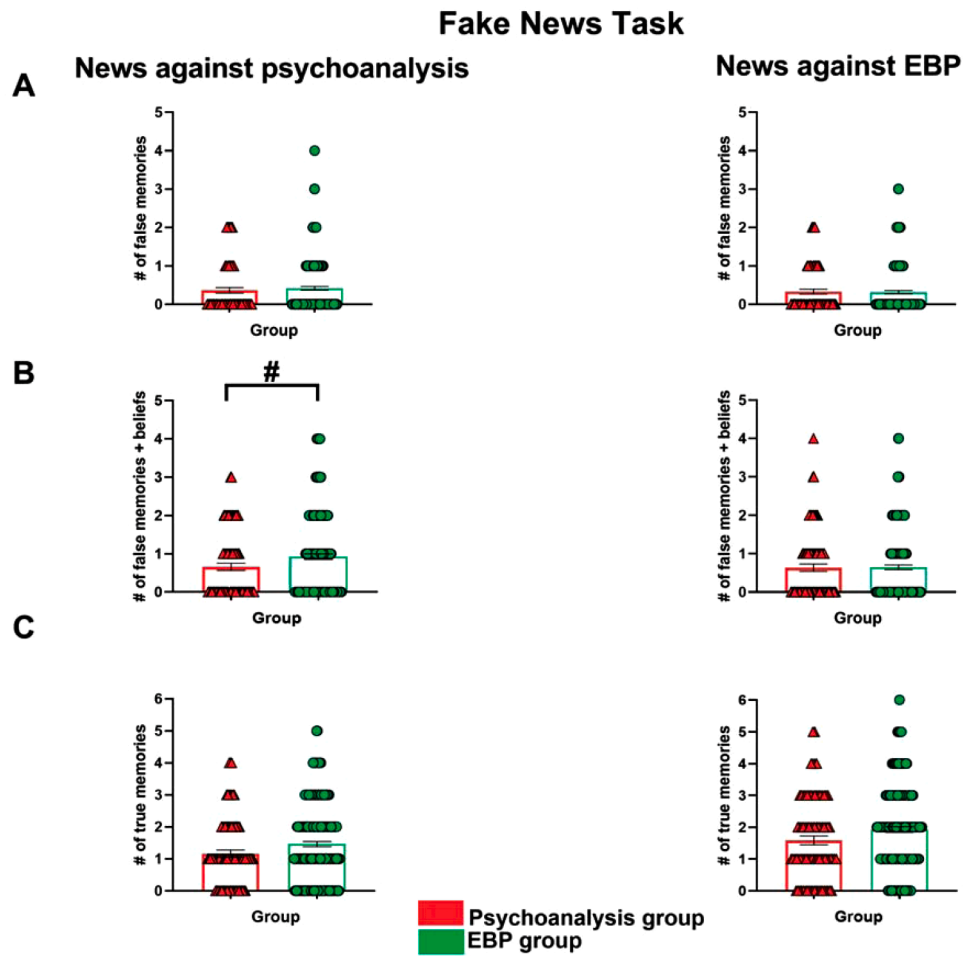 Fake News Task
News against psychoanalysis
News against EBP
A
# of false memories
5
4
3
2
1
0
Group
# of false memories
5
4
3
2
1
0
Group
B
#
# of false memories + beliefs
5
4
3
2
1
0
Group
# of false memories + beliefs
5
4
3
2
1
0
Group
C
# of true memories
6
5
4
3
2
1
0
Group
# of true memories
6
5
4
3
2
1
0
Group
Psychoanalysis group
EBP group